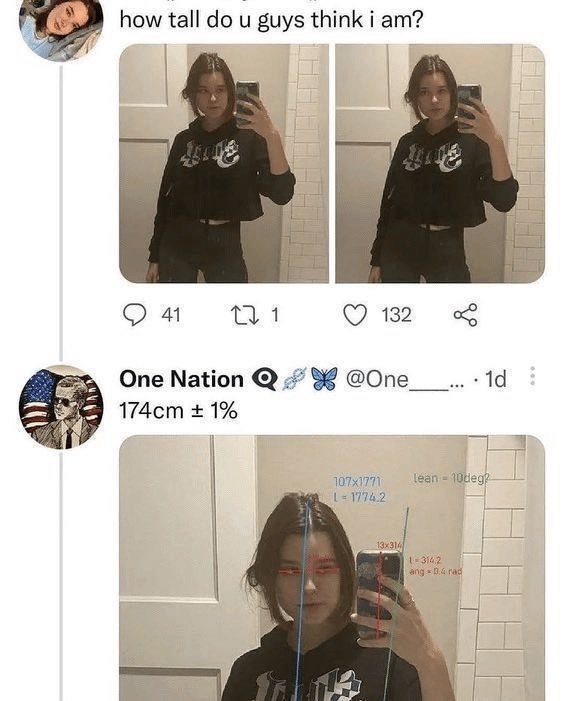 how tall do u guys think i am?
41
1
132
One Nation @One___... · 1d
174cm ± 1%
107x1771
L = 1774.2
lean = 10deg?
13x314
L = 314.2
ang = 0.4 rad